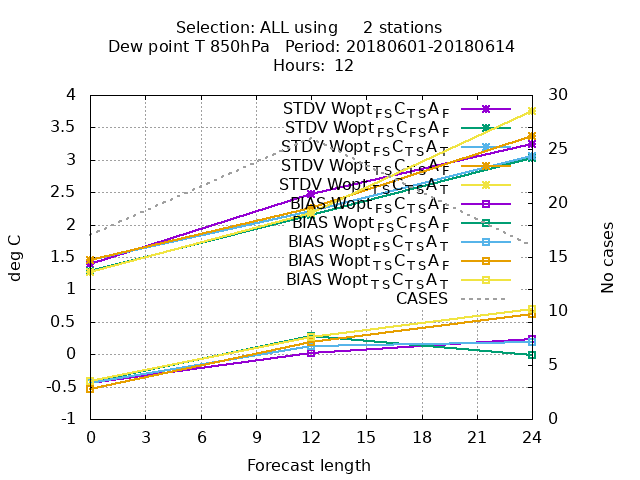 Selection: ALL using 2 stations
Dew point T 850hPa Period: 20180601-20180614
Hours: 12
4
3.5
3
2.5
2
1.5
1
0.5
0
-0.5
-1
deg C
30
25
20
15
10
5
0
No cases
STDV Wopt_FS C_TS A_F
STDV Wopt_FS C_FS A_F
STDV Wopt_FS C_TS A_T
STDV Wopt_TS C_TS A_F
STDV Wopt_TS C_TS A_T
BIAS Wopt_FS C_TS A_F
BIAS Wopt_FS C_FS A_F
BIAS Wopt_FS C_TS A_T
BIAS Wopt_TS C_TS A_F
BIAS Wopt_TS C_TS A_T
CASES
0 3 6 9 12 15 18 21 24
Forecast length